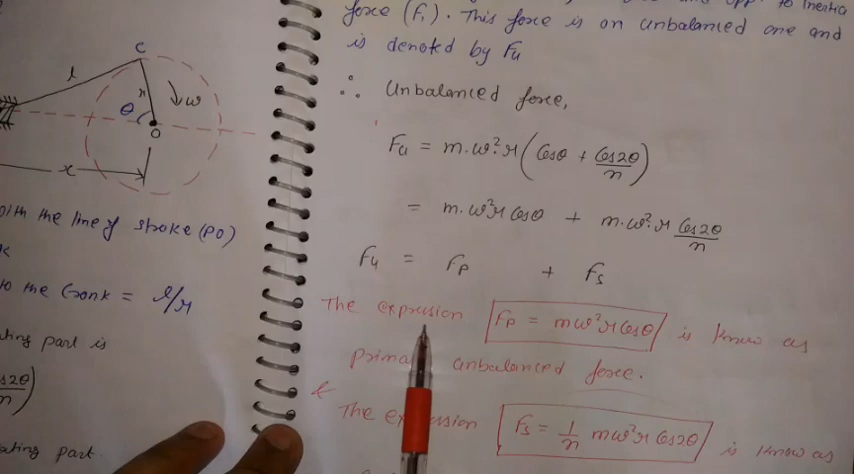 C
l
r
ω
θ
O
x
with the line of stroke (PO)
to the Crank = l/r
ating part is
cos2θ
n
ating part
opp. to Inertia
force (F₁). This force is an unbalanced one and
is denoted by Fu
∴ Unbalanced force,
Fu = m.ω².r (Cosθ + Cos2θ/n)
= m.ω²r Cosθ + m.ω².r Cos2θ/n
Fu = Fp + Fs
The expression Fp = mω²r Cosθ is known as
unbalanced force.
The Fs = 1/n mω²r Cos2θ is known as